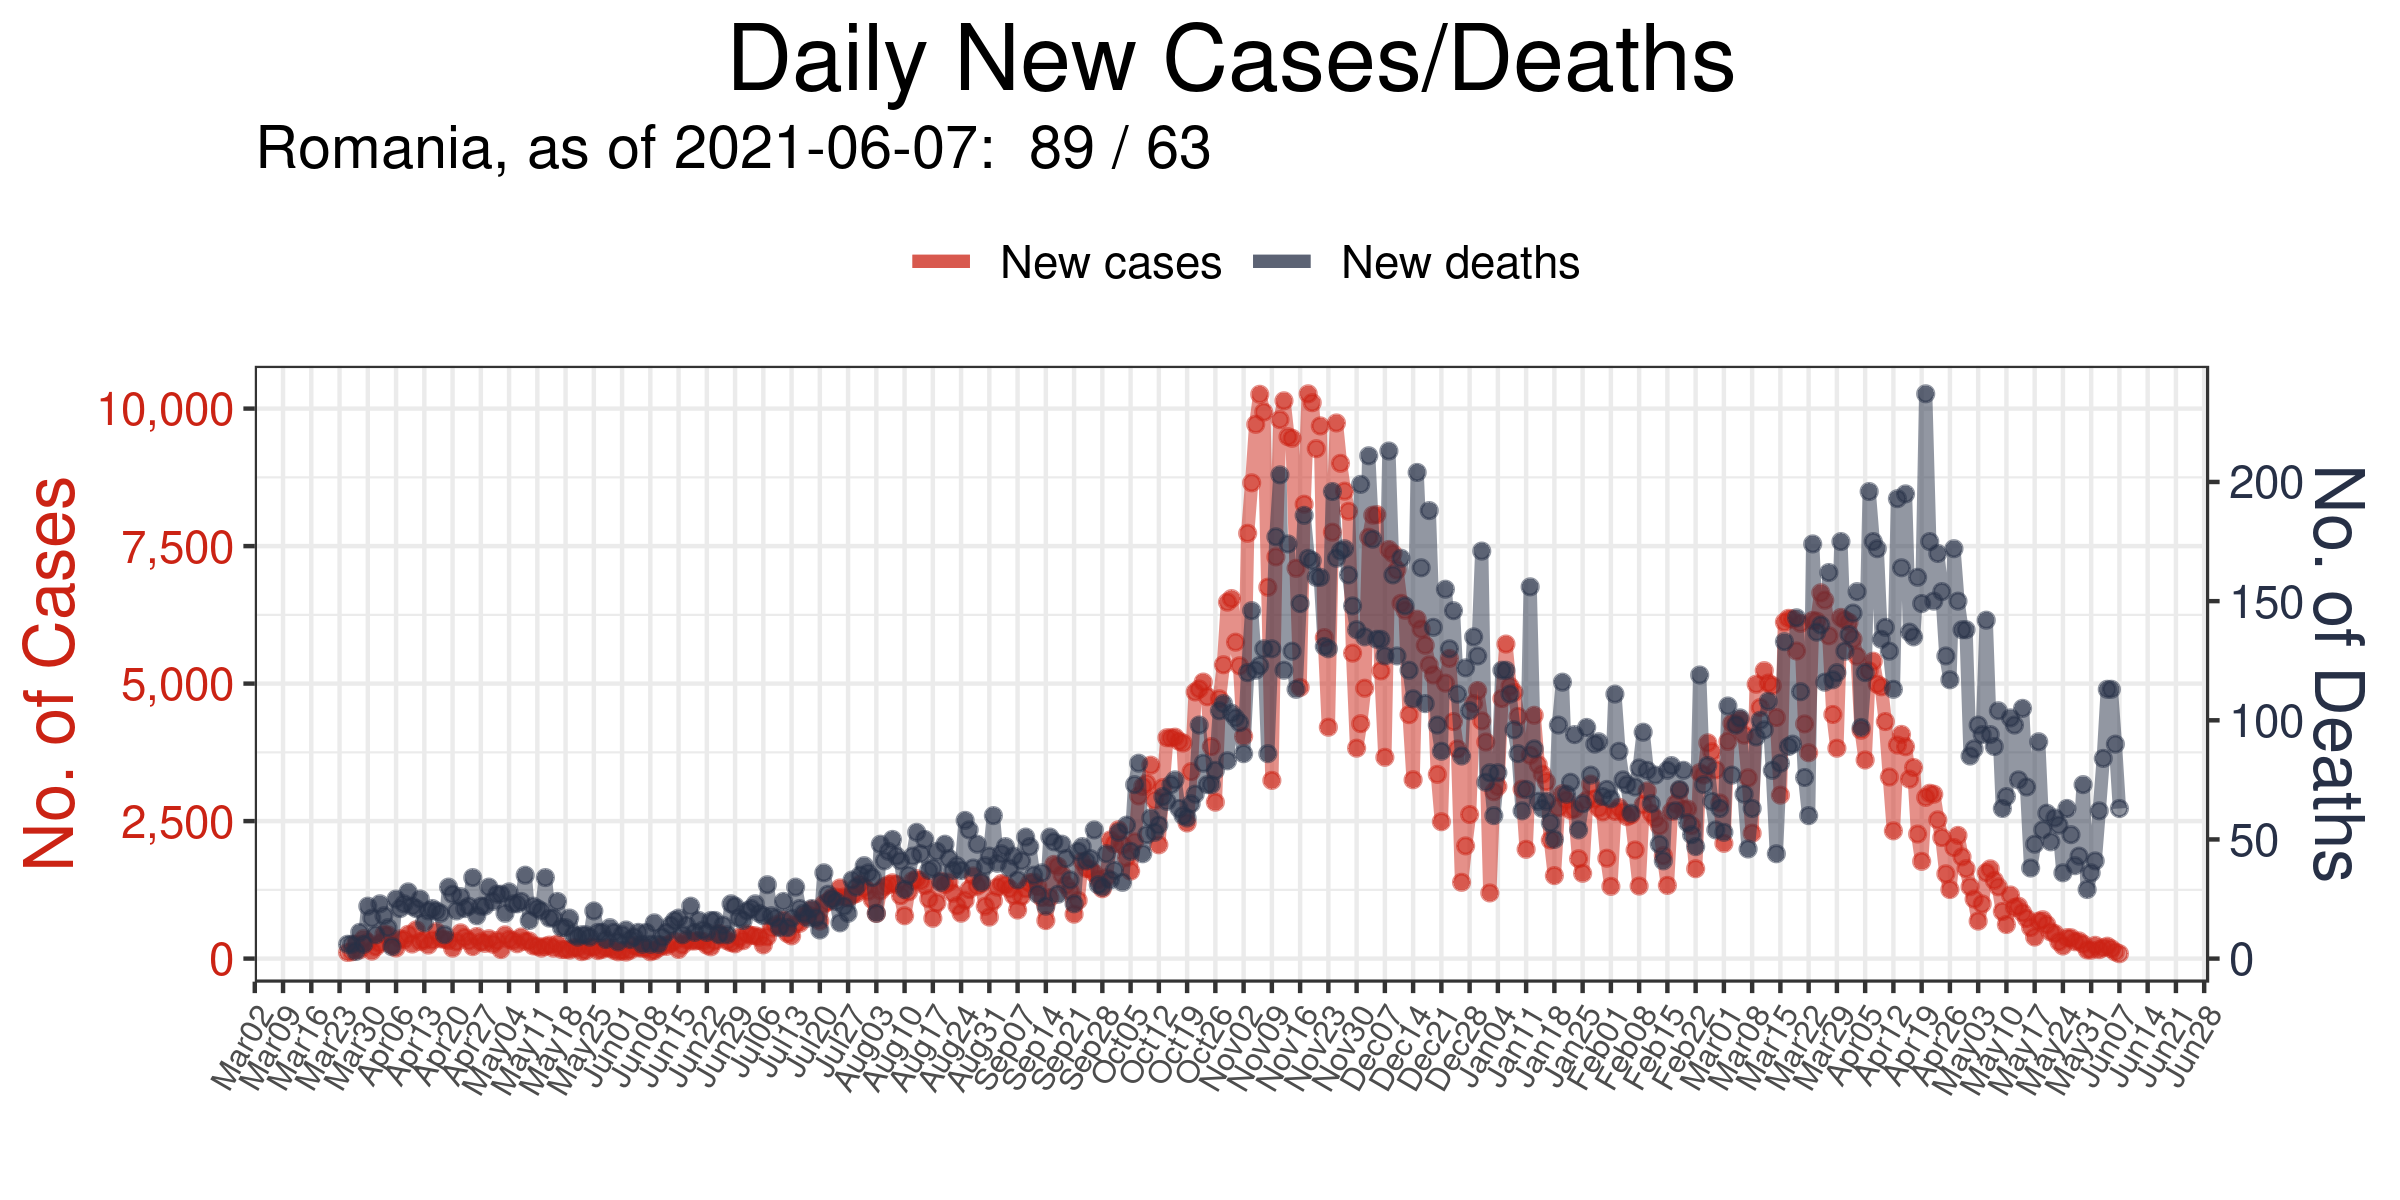 Daily New Cases/Deaths
Romania, as of 2021-06-07:  89 / 63
New cases
New deaths
No. of Cases
10,000
7,500
5,000
2,500
0
No. of Deaths
200
150
100
50
0
Mar02
Mar09
Mar16
Mar23
Mar30
Apr06
Apr13
Apr20
Apr27
May04
May11
May18
May25
Jun01
Jun08
Jun15
Jun22
Jun29
Jul06
Jul13
Jul20
Jul27
Aug03
Aug10
Aug17
Aug24
Aug31
Sep07
Sep14
Sep21
Sep28
Oct05
Oct12
Oct19
Oct26
Nov02
Nov09
Nov16
Nov23
Nov30
Dec07
Dec14
Dec21
Dec28
Jan04
Jan11
Jan18
Jan25
Feb01
Feb08
Feb15
Feb22
Mar01
Mar08
Mar15
Mar22
Mar29
Apr05
Apr12
Apr19
Apr26
May03
May10
May17
May24
May31
Jun07
Jun14
Jun21
Jun28